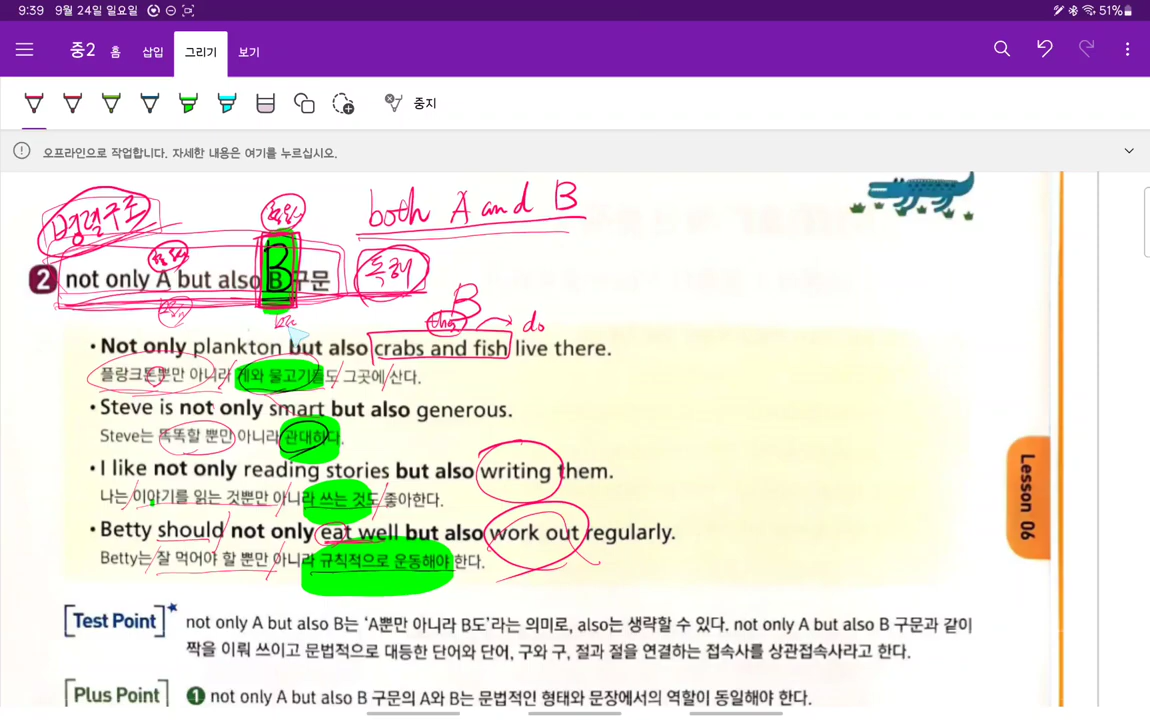 9:39 9월 24일 일요일 51%
중2 홈 삽입 그리기 보기
중지
오프라인으로 작업합니다. 자세한 내용은 여기를 누르십시오.
병렬구조 both A and B
B
2 not only A but also B 구문 독해
B
do
• Not only plankton but also crabs and fish live there.
플랑크톤뿐만 아니라 게와 물고기들도 그곳에 산다.
• Steve is not only smart but also generous.
Steve는 똑똑할 뿐만 아니라 관대하다.
• I like not only reading stories but also writing them.
나는 이야기를 읽는 것뿐만 아니라 쓰는 것도 좋아한다.
• Betty should not only eat well but also work out regularly.
Betty는 잘 먹어야 할 뿐만 아니라 규칙적으로 운동해야 한다.
Lesson 06
[Test Point]★ not only A but also B는 ‘A뿐만 아니라 B도’라는 의미로, also는 생략할 수 있다. not only A but also B 구문과 같이
짝을 이뤄 쓰이고 문법적으로 대등한 단어와 단어, 구와 구, 절과 절을 연결하는 접속사를 상관접속사라고 한다.
[Plus Point] 1 not only A but also B 구문의 A와 B는 문법적인 형태와 문장에서의 역할이 동일해야 한다.